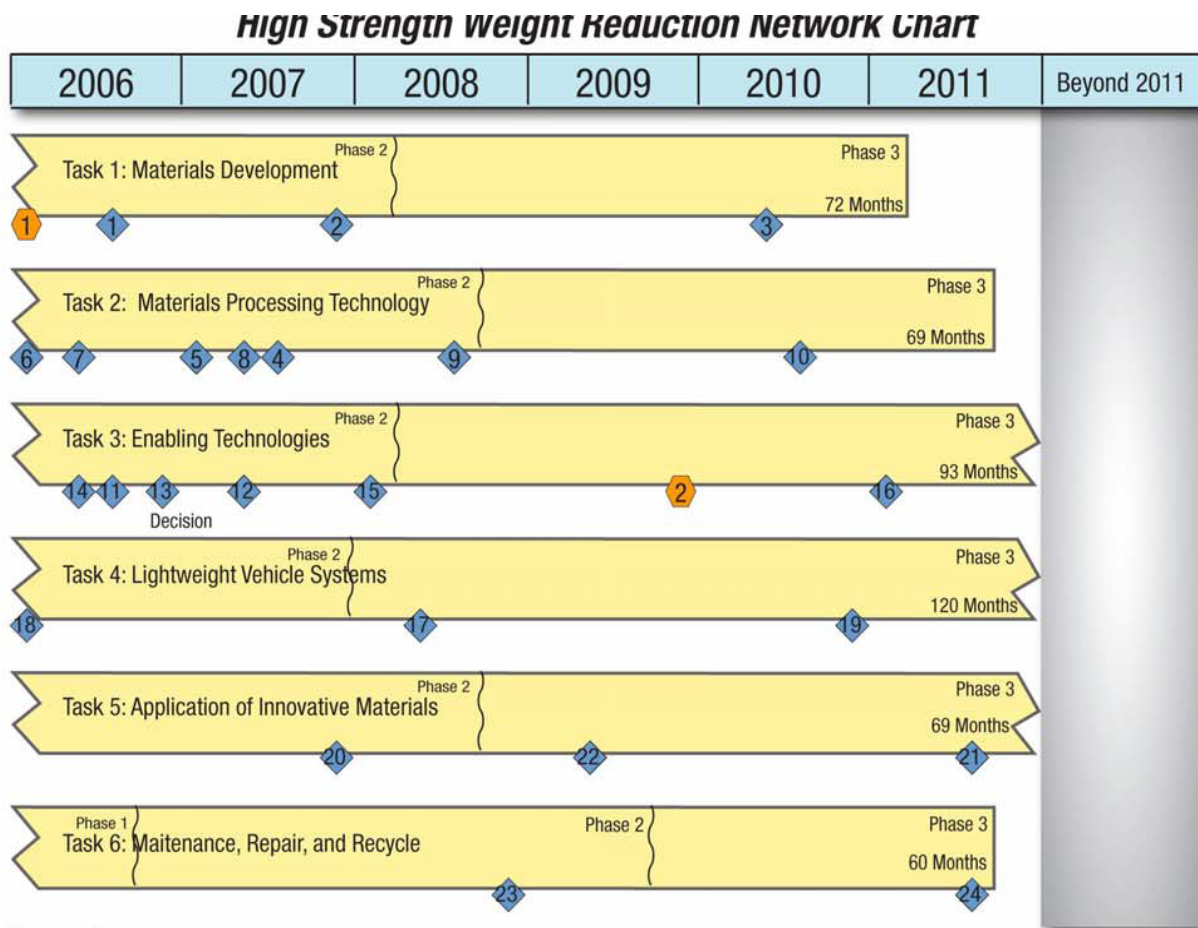 High Strength Weight Reduction Network Chart
2006 2007 2008 2009 2010 2011 Beyond 2011
Phase 2 Phase 3
Task 1: Materials Development
72 Months
1 1 2 3
Phase 2 Phase 3
Task 2: Materials Processing Technology
69 Months
6 7 5 8 4 9 10
Phase 2 Phase 3
Task 3: Enabling Technologies
93 Months
14 11 13 12 15 2 16
Decision
Phase 2 Phase 3
Task 4: Lightweight Vehicle Systems
120 Months
18 17 19
Phase 2 Phase 3
Task 5: Application of Innovative Materials
69 Months
20 22 21
Phase 1 Phase 2 Phase 3
Task 6: Maitenance, Repair, and Recycle
60 Months
23 24